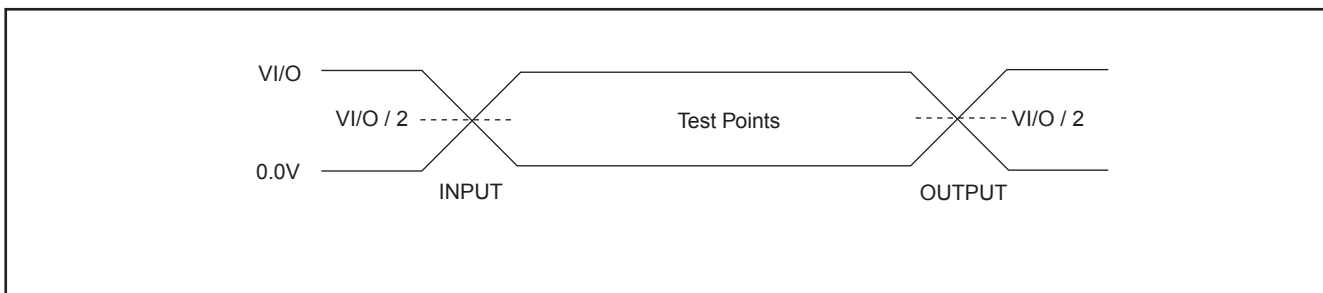 VI/O
VI/O / 2
Test Points
VI/O / 2
0.0V
INPUT
OUTPUT